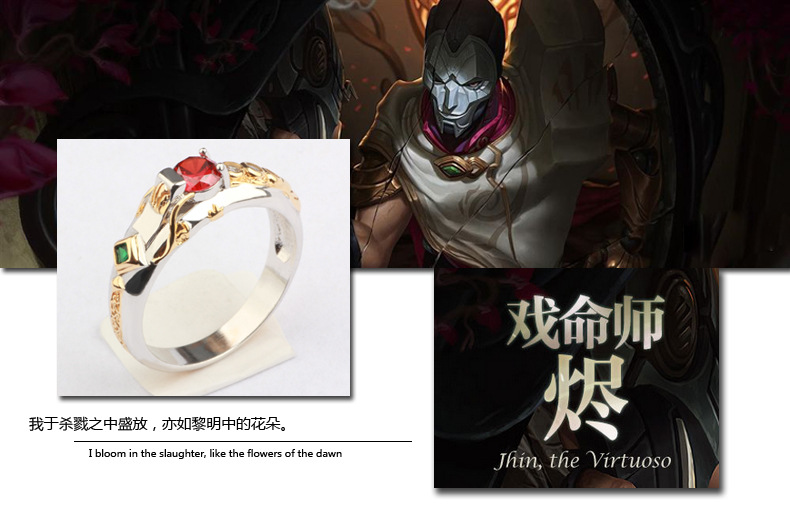 戏命师
烬
Jhin, the Virtuoso
我于杀戮之中盛放，亦如黎明中的花朵。
I bloom in the slaughter, like the flowers of the dawn